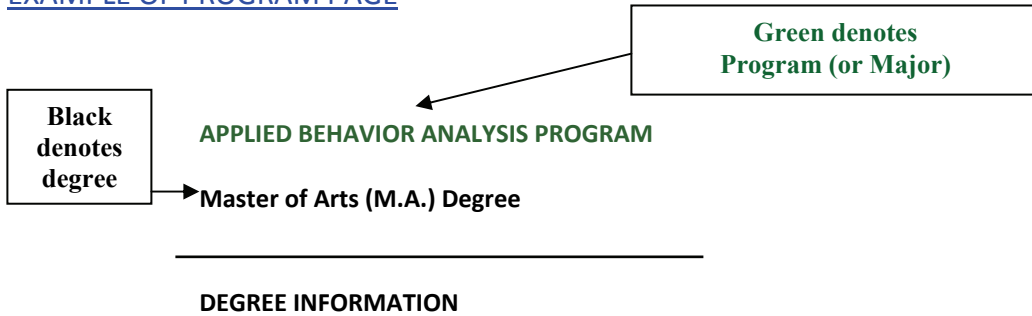 EXAMPLE OF PROGRAM PAGE
Green denotes
Program (or Major)
Black
denotes
degree
APPLIED BEHAVIOR ANALYSIS PROGRAM
Master of Arts (M.A.) Degree
DEGREE INFORMATION